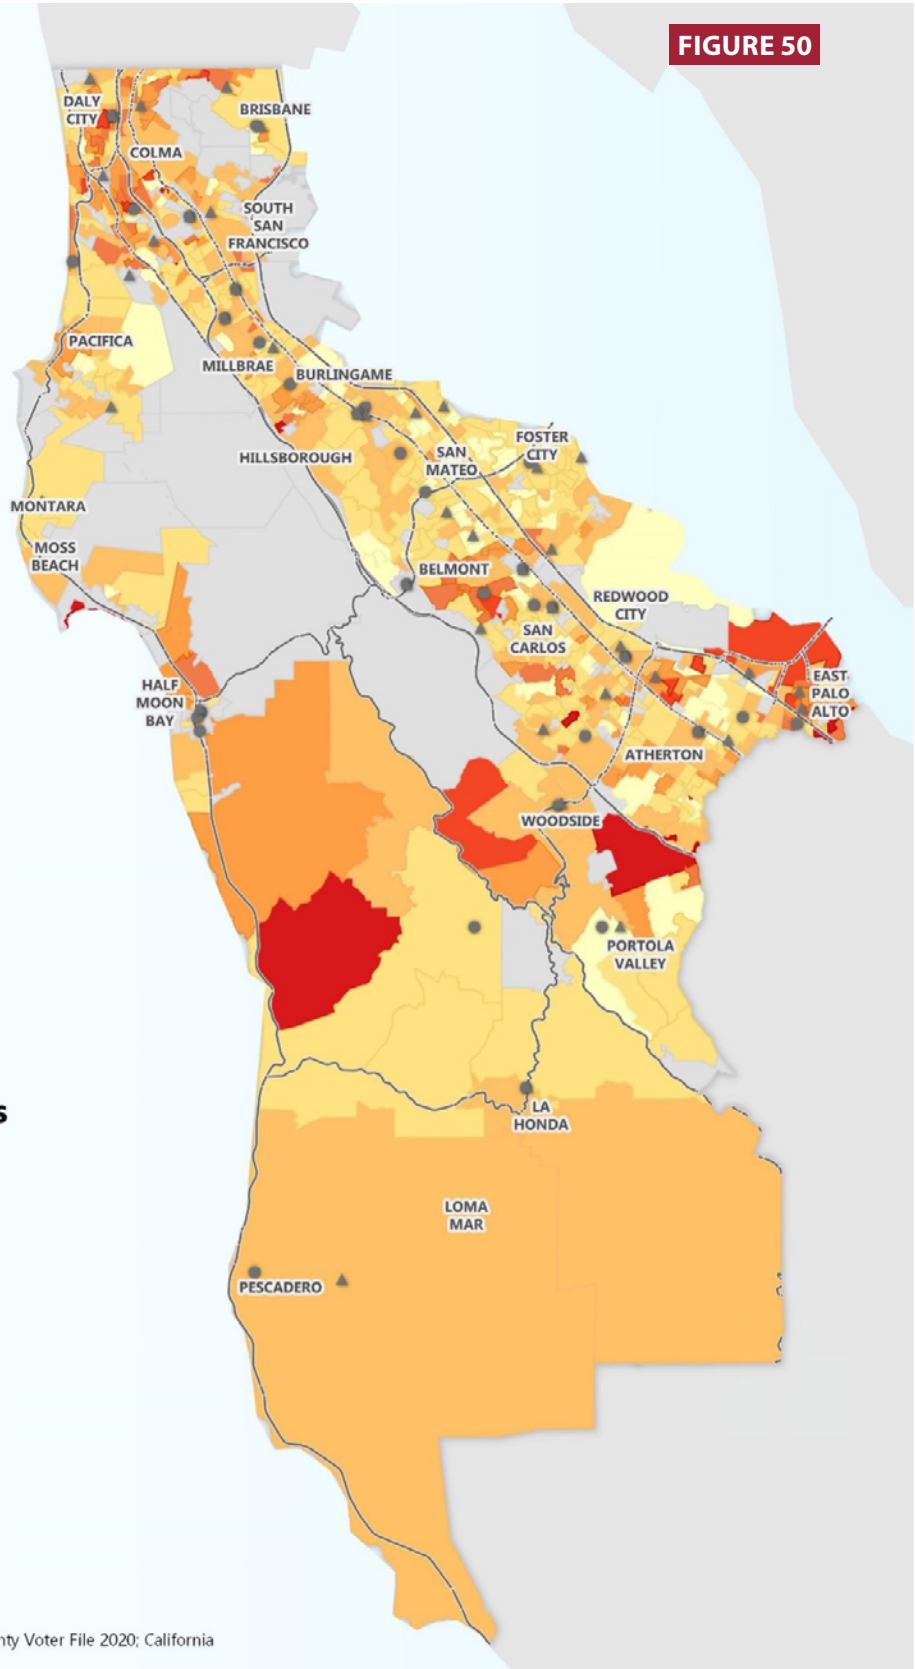 FIGURE 50
DALY
CITY
BRISBANE
COLMA
SOUTH
SAN
FRANCISCO
PACIFICA
MILLBRAE
BURLINGAME
HILLSBOROUGH
SAN
MATEO
FOSTER
CITY
MONTARA
MOSS
BEACH
BELMONT
REDWOOD
CITY
SAN
CARLOS
EAST
PALO
ALTO
HALF
MOON
BAY
ATHERTON
WOODSIDE
PORTOLA
VALLEY
s
LA
HONDA
LOMA
MAR
PESCADERO
nty Voter File 2020; California